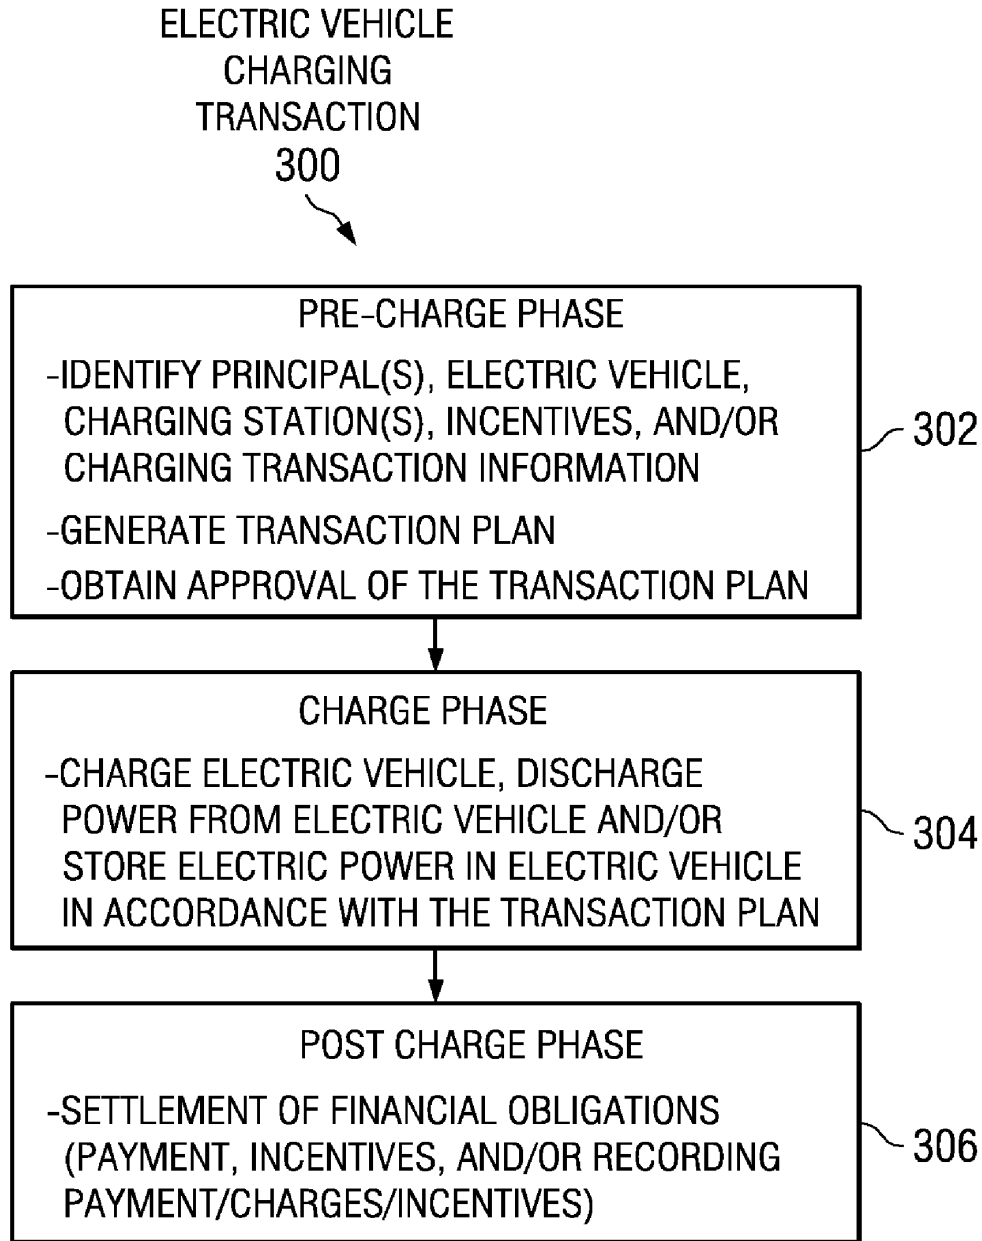 ELECTRIC VEHICLE
CHARGING
TRANSACTION
300
PRE-CHARGE PHASE
-IDENTIFY PRINCIPAL(S), ELECTRIC VEHICLE,
CHARGING STATION(S), INCENTIVES, AND/OR
CHARGING TRANSACTION INFORMATION
-GENERATE TRANSACTION PLAN
-OBTAIN APPROVAL OF THE TRANSACTION PLAN
302
CHARGE PHASE
-CHARGE ELECTRIC VEHICLE, DISCHARGE
POWER FROM ELECTRIC VEHICLE AND/OR
STORE ELECTRIC POWER IN ELECTRIC VEHICLE
IN ACCORDANCE WITH THE TRANSACTION PLAN
304
POST CHARGE PHASE
-SETTLEMENT OF FINANCIAL OBLIGATIONS
(PAYMENT, INCENTIVES, AND/OR RECORDING
PAYMENT/CHARGES/INCENTIVES)
306